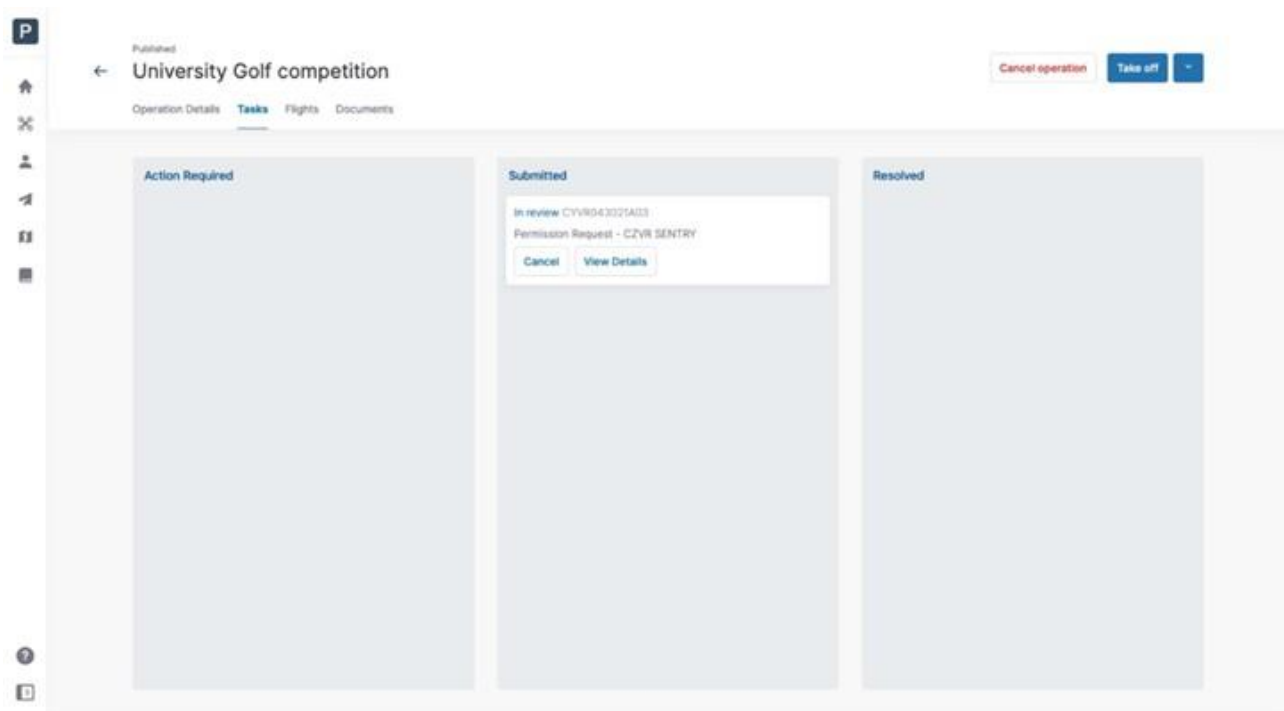 P
Published
University Golf competition
Cancel operation
Take off
Operation Details Tasks Flights Documents
Action Required
Submitted
Resolved
In review CYVR043025A03
Permission Request - CZVR SENTRY
Cancel View Details